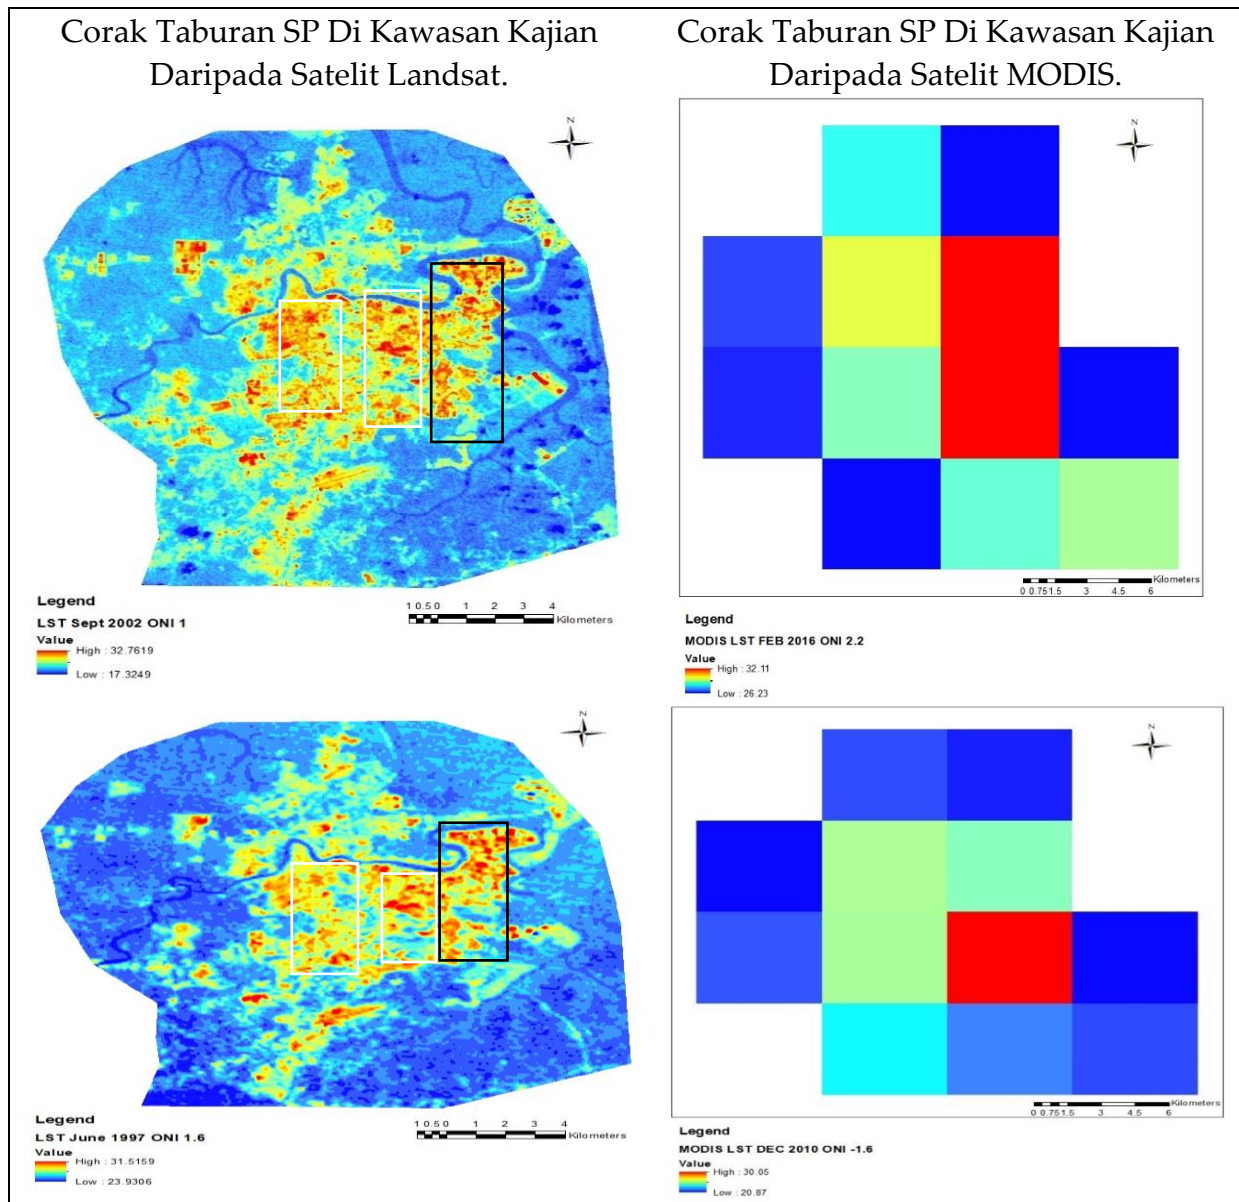 Corak Taburan SP Di Kawasan Kajian
Daripada Satelit Landsat.
Corak Taburan SP Di Kawasan Kajian
Daripada Satelit MODIS.
N
Legend
LST Sept 2002 ONI 1
Value
High : 32.7619
Low : 17.3249
1 0.5 0 1 2 3 4
Kilometers
N
0 0.75 1.5 3 4.5 6
Kilometers
Legend
MODIS LST FEB 2016 ONI 2.2
Value
High : 32.11
Low : 26.23
N
Legend
LST June 1997 ONI 1.6
Value
High : 31.5159
Low : 23.9306
1 0.5 0 1 2 3 4
Kilometers
N
0 0.75 1.5 3 4.5 6
Kilometers
Legend
MODIS LST DEC 2010 ONI -1.6
Value
High : 30.05
Low : 20.87